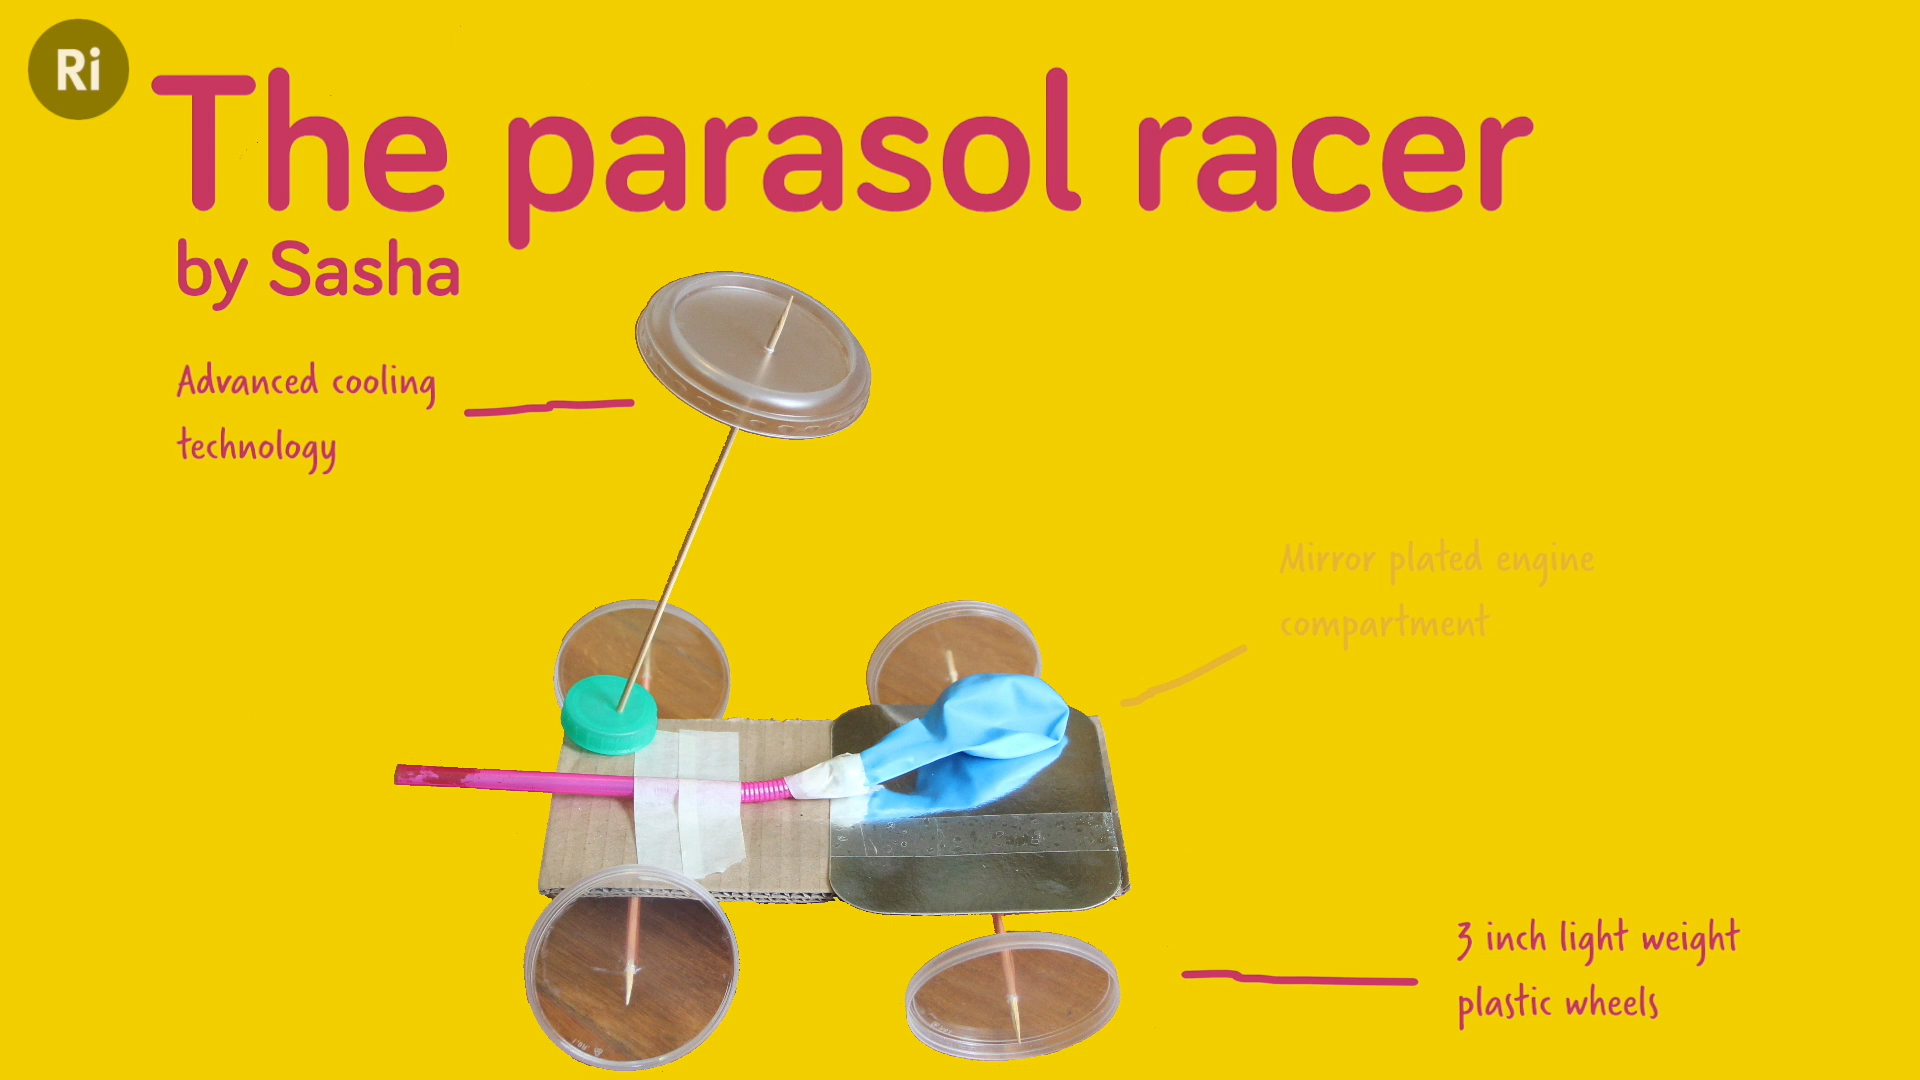 Ri
The parasol racer
by Sasha
Advanced cooling
technology
Mirror plated engine
compartment
3 inch light weight
plastic wheels